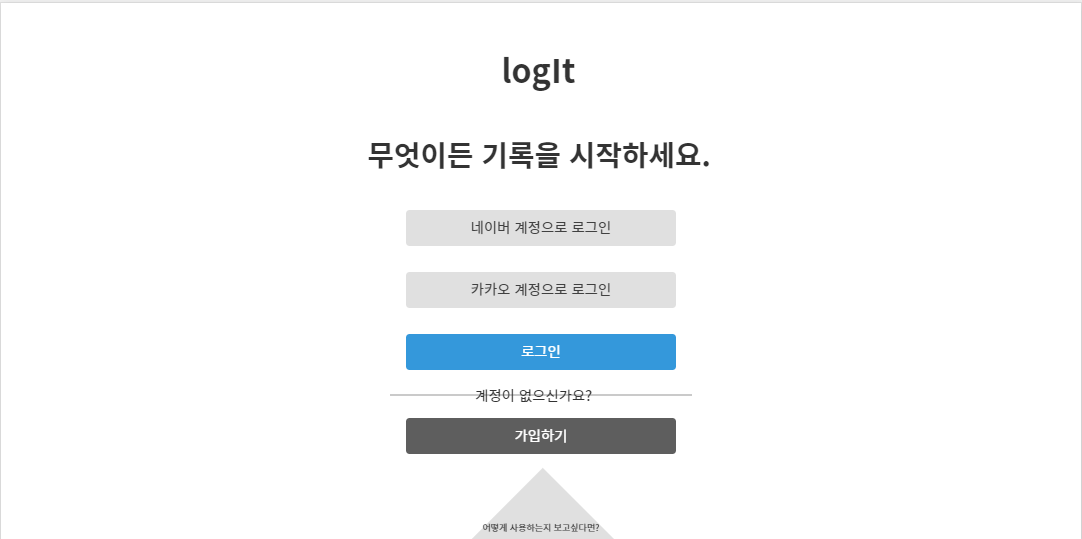 logIt
무엇이든 기록을 시작하세요.
네이버 계정으로 로그인
카카오 계정으로 로그인
로그인
계정이 없으신가요?
가입하기
어떻게 사용하는지 보고싶다면?